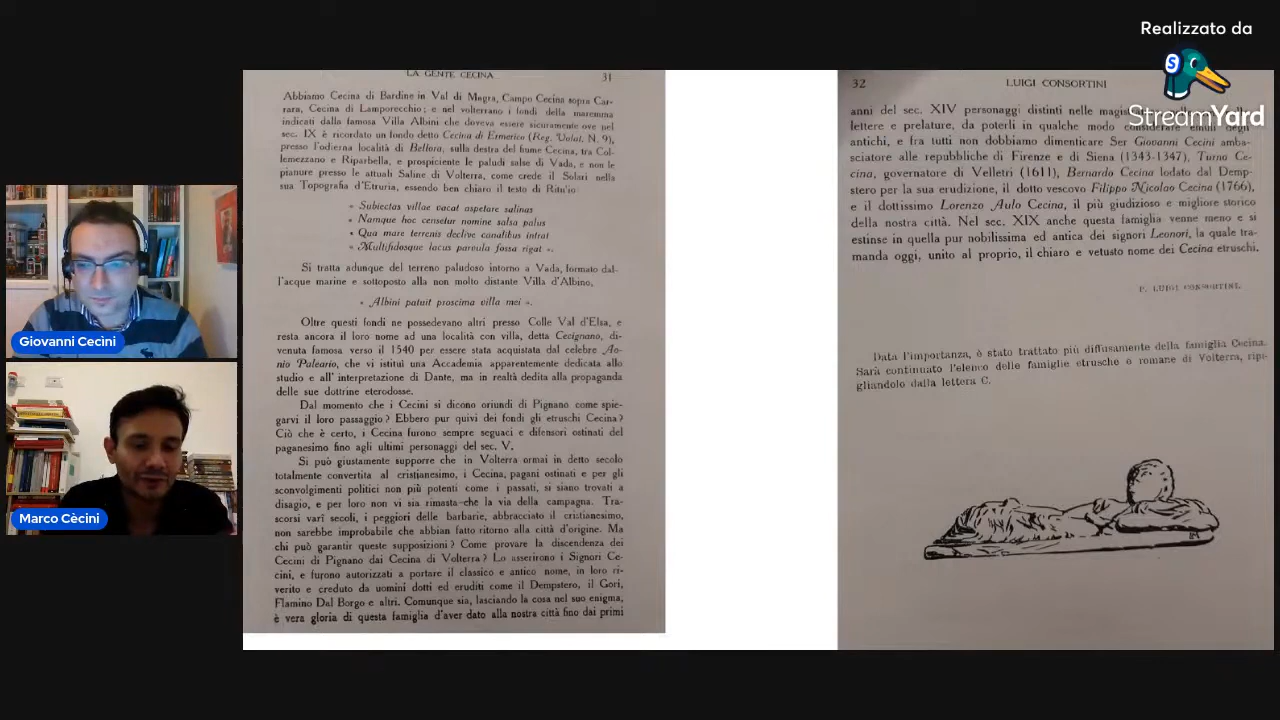 Realizzato da
StreamYard
Giovanni Cecini
Marco Cècini
LA GENTE CECINA 31
Abbiamo Cecina di Bardine in Val di Magra, Campo Cecina sopra Car-
rara, Cecina di Lamporecchio; e nel volterrano i fondi della maremma
indicati dalla famosa Villa Albini che doveva essere sicuramente ove nel
sec. IX è ricordato un fondo detto Cecina di Ermerico (Reg. Volat. N. 9),
presso l'odierna località di Bellora, sulla destra del fiume Cecina, tra Col-
lemezzano e Riparbella, e prospiciente le paludi salse di Vada, e non le
pianure presso le attuali Saline di Volterra, come crede il Solari nella
sua Topografia d'Etruria, essendo ben chiaro il testo di
« Subiectas villae vacat aspetare salinas
« Namque hoc censetur nomine salsa palus
« Qua mare terrenis declive canalibus intrat
« Multifidosque lacus parvula fossa rigat ».
Si tratta adunque del terreno paludoso intorno a Vada, formato dal-
l'acque marine e sottoposto alla non molto distante Villa d'Albino,
« Albini patuit proscima villa mei ».
Oltre questi fondi ne possedevano altri presso Colle Val d'Elsa, e
resta ancora il loro nome ad una località con villa, detta Cecignano, di-
venuta famosa verso il 1540 per essere stata acquistata dal celebre Ao-
nio Paleario, che vi istituì una Accademia apparentemente dedicata allo
studio e all' interpretazione di Dante, ma in realtà dedita alla propaganda
delle sue dottrine eterodosse.
Dal momento che i Cecini si dicono oriundi di Pignano come spie-
garvi il loro passaggio? Ebbero pur quivi dei fondi gli etruschi Cecina?
Ciò che è certo, i Cecina furono sempre seguaci e difensori ostinati del
paganesimo fino agli ultimi personaggi del sec. V.
Si può giustamente supporre che in Volterra ormai in detto secolo
totalmente convertita al cristianesimo, i Cecina, pagani ostinati e per gli
sconvolgimenti politici non più potenti come i passati, si siano trovati a
disagio, e per loro non vi sia rimasta che la via della campagna. Tra-
scorsi varî secoli, i peggiori delle barbarie, abbracciato il cristianesimo,
non sarebbe improbabile che abbian fatto ritorno alla città d'origine. Ma
chi può garantir queste supposizioni? Come provare la discendenza dei
Cecini di Pignano dai Cecina di Volterra? Lo asserirono i Signori Ce-
cini, e furono autorizzati a portare il classico e antico nome, in loro ri-
verito e creduto da uomini dotti ed eruditi come il Dempstero, il Gori,
Flamino Dal Borgo e altri. Comunque sia, lasciando la cosa nel suo enigma,
è vera gloria di questa famiglia d'aver dato alla nostra città fino dai primi
32 LUIGI CONSORTINI
anni del sec. XIV personaggi distinti nelle
lettere e prelature, da poterli in qualche modo considerare emuli degli
antichi, e fra tutti non dobbiamo dimenticare Ser Giovanni Cecini amba-
sciatore alle repubbliche di Firenze e di Siena (1343-1347), Turno Ce-
cina, governatore di Velletri (1611), Bernardo Cecina lodato dal Demp-
stero per la sua erudizione, il dotto vescovo Filippo Nicolao Cecina (1766),
e il dottissimo Lorenzo Aulo Cecina, il più giudizioso e migliore storico
della nostra città. Nel sec. XIX anche questa famiglia venne meno e si
estinse in quella pur nobilissima ed antica dei signori Leonori, la quale tra-
manda oggi, unito al proprio, il chiaro e vetusto nome dei Cecina etruschi.
P. LUIGI CONSORTINI.
Data l'importanza, è stato trattato più diffusamente della famiglia Cecina.
Sarà continuato l'elenco delle famiglie etrusche o romane di Volterra, ripi-
gliandolo dalla lettera C.